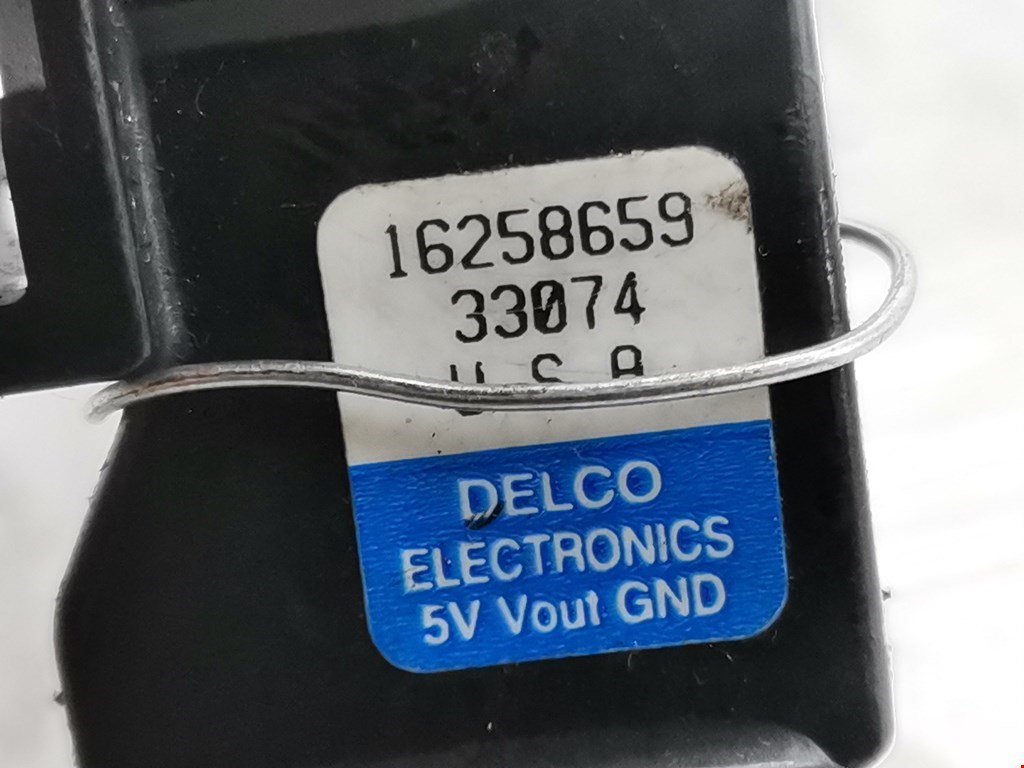 16258659
33074
U.S.A
DELCO
ELECTRONICS
5V Vout GND